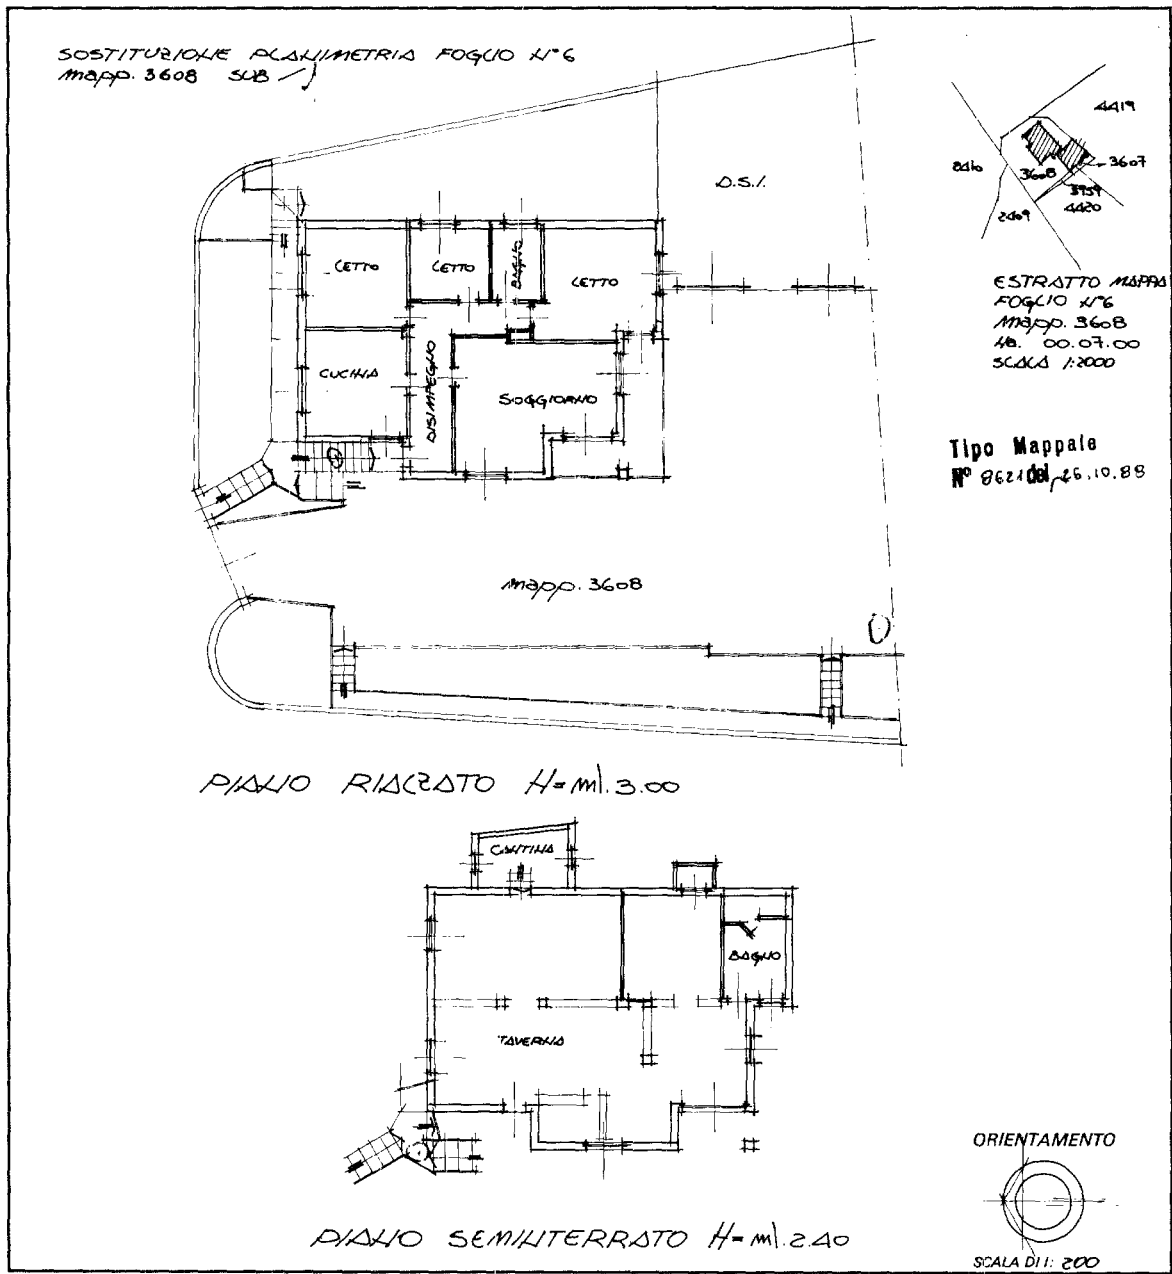 SOSTITUZIONE PLANIMETRIA FOGLIO N°6
mapp. 3608 SUB 1
4419
8410
3607
3608
3959
4420
2409
D.S.I.
LETTO
LETTO
BAGNO
LETTO
ESTRATTO MAPPA
FOGLIO N°6
mapp. 3608
Ha. 00.07.00
SCALA 1:2000
CUCINA
DISIMPEGNO
SOGGIORNO
Tipo Mappale
N° 8621 del 26.10.88
mapp. 3608
PIANO RIALZATO H=ml.3.00
CANTINA
BAGNO
TAVERNA
ORIENTAMENTO
PIANO SEMINTERRATO H=ml.2.40
SCALA DI 1: 200